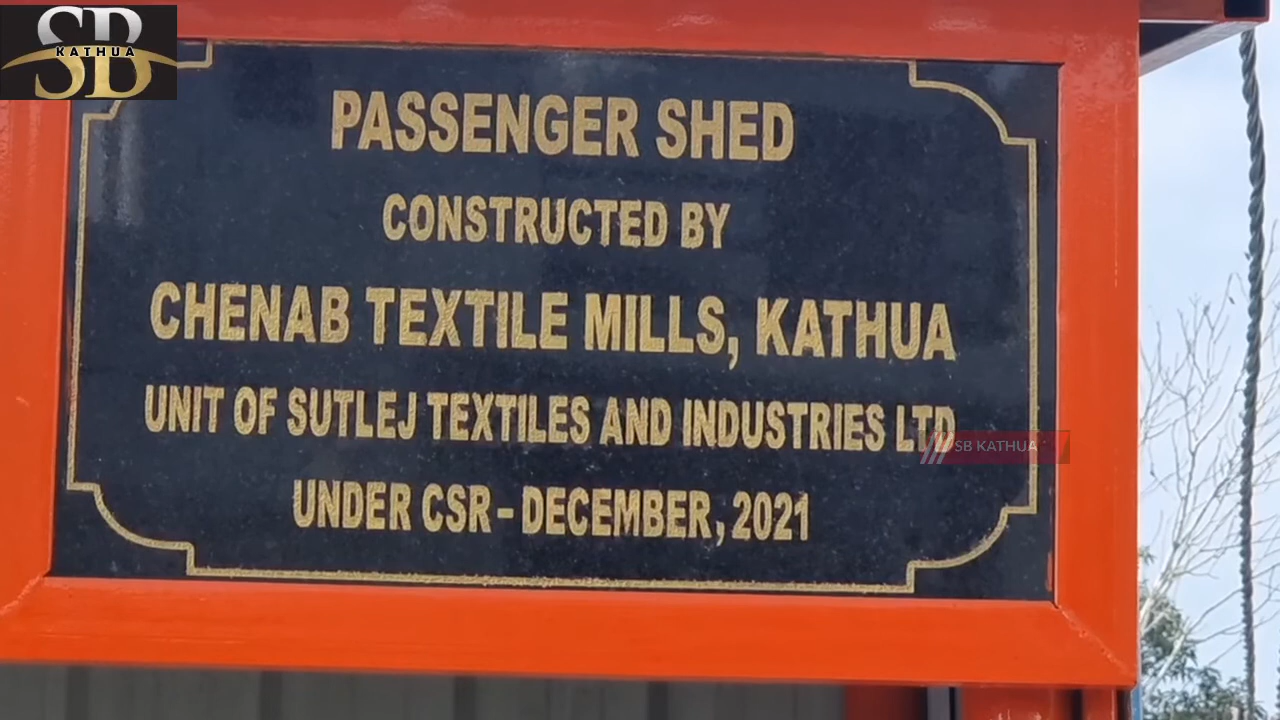 SB
KATHUA
PASSENGER SHED
CONSTRUCTED BY
CHENAB TEXTILE MILLS, KATHUA
UNIT OF SUTLEJ TEXTILES AND INDUSTRIES LTD
SB KATHUA
UNDER CSR - DECEMBER, 2021